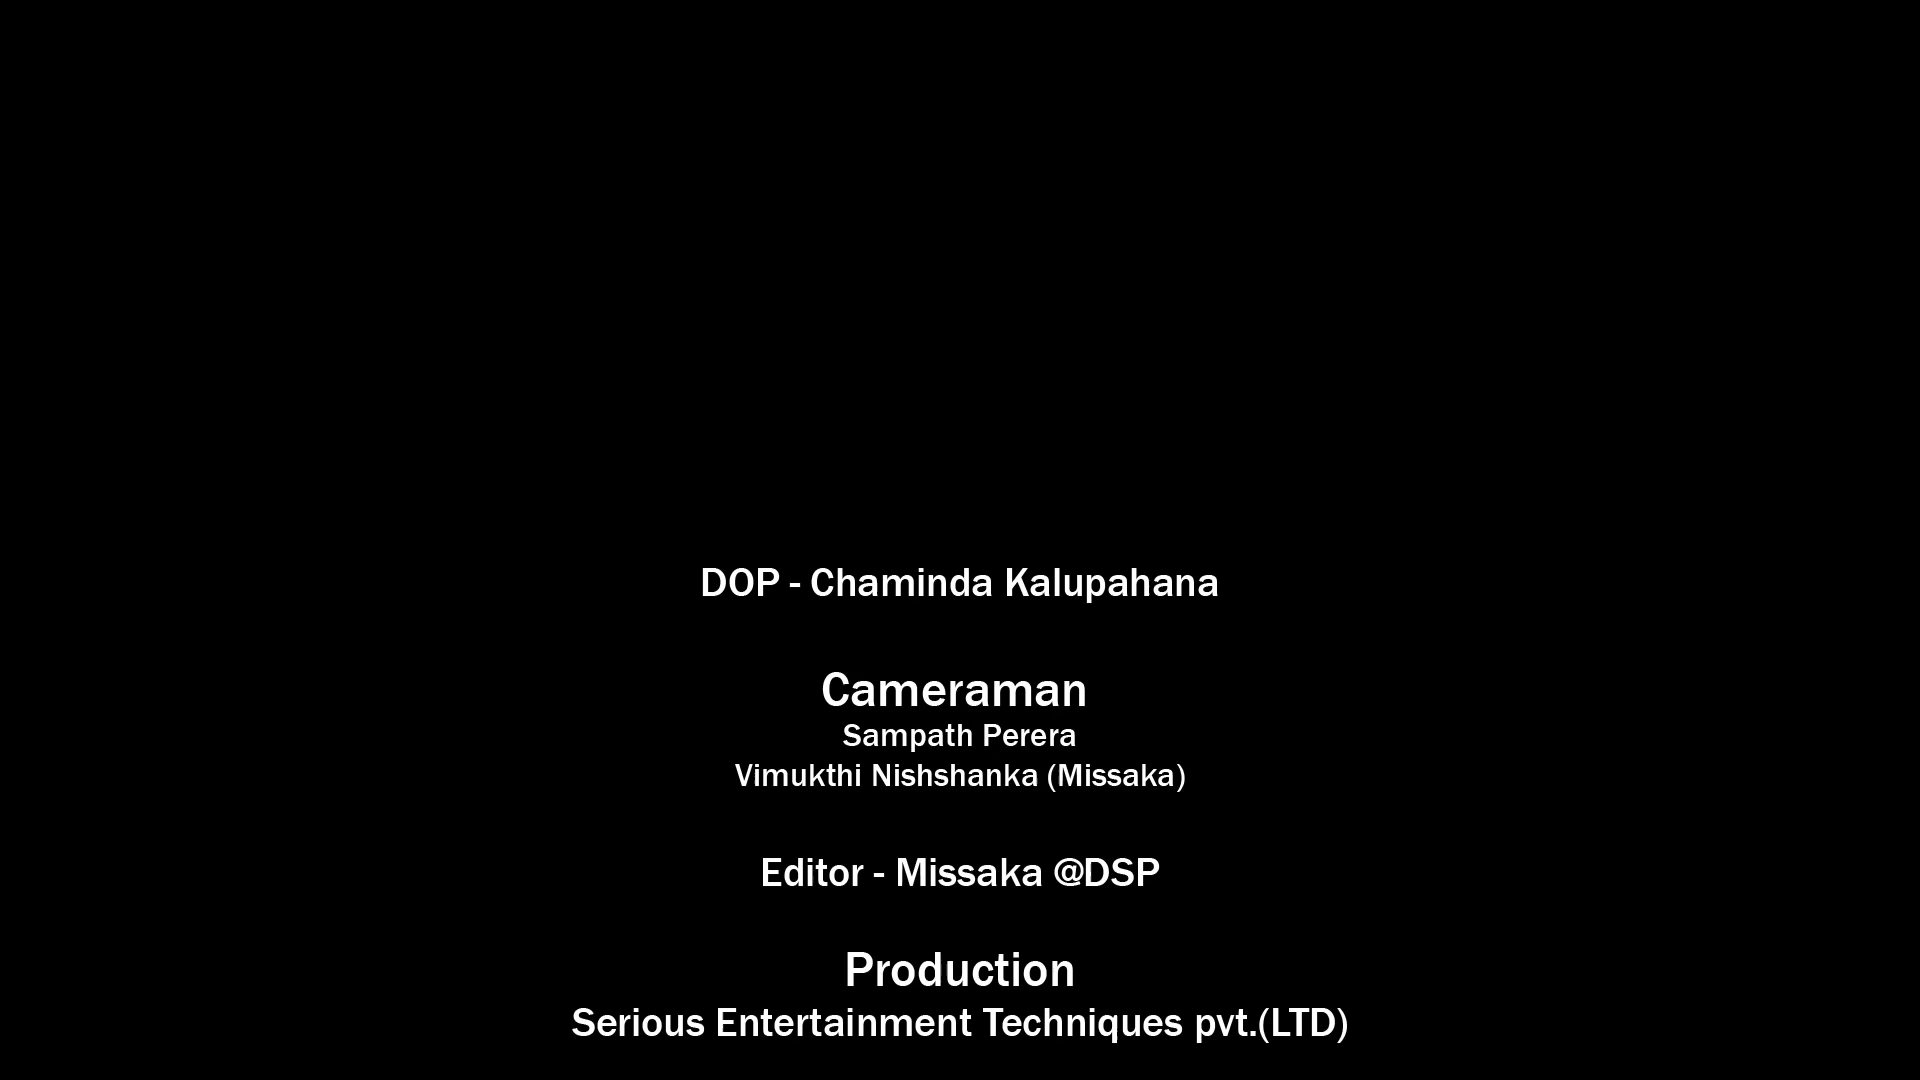 DOP - Chaminda Kalupahana
Cameraman
Sampath Perera
Vimukthi Nishshanka (Missaka)
Editor - Missaka @DSP
Production
Serious Entertainment Techniques pvt.(LTD)